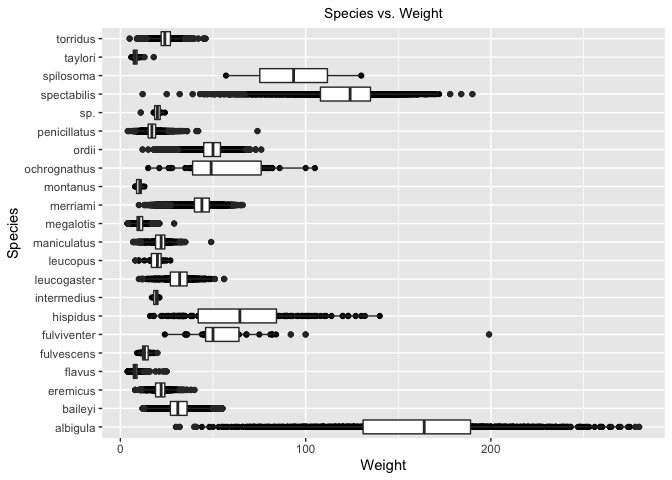 Species vs. Weight
torridus
taylori
spilosoma
spectabilis
sp.
penicillatus
ordii
ochrognathus
montanus
merriami
megalotis
maniculatus
leucopus
leucogaster
intermedius
hispidus
fulviventer
fulvescens
flavus
eremicus
baileyi
albigula
Species
0 100 200
Weight